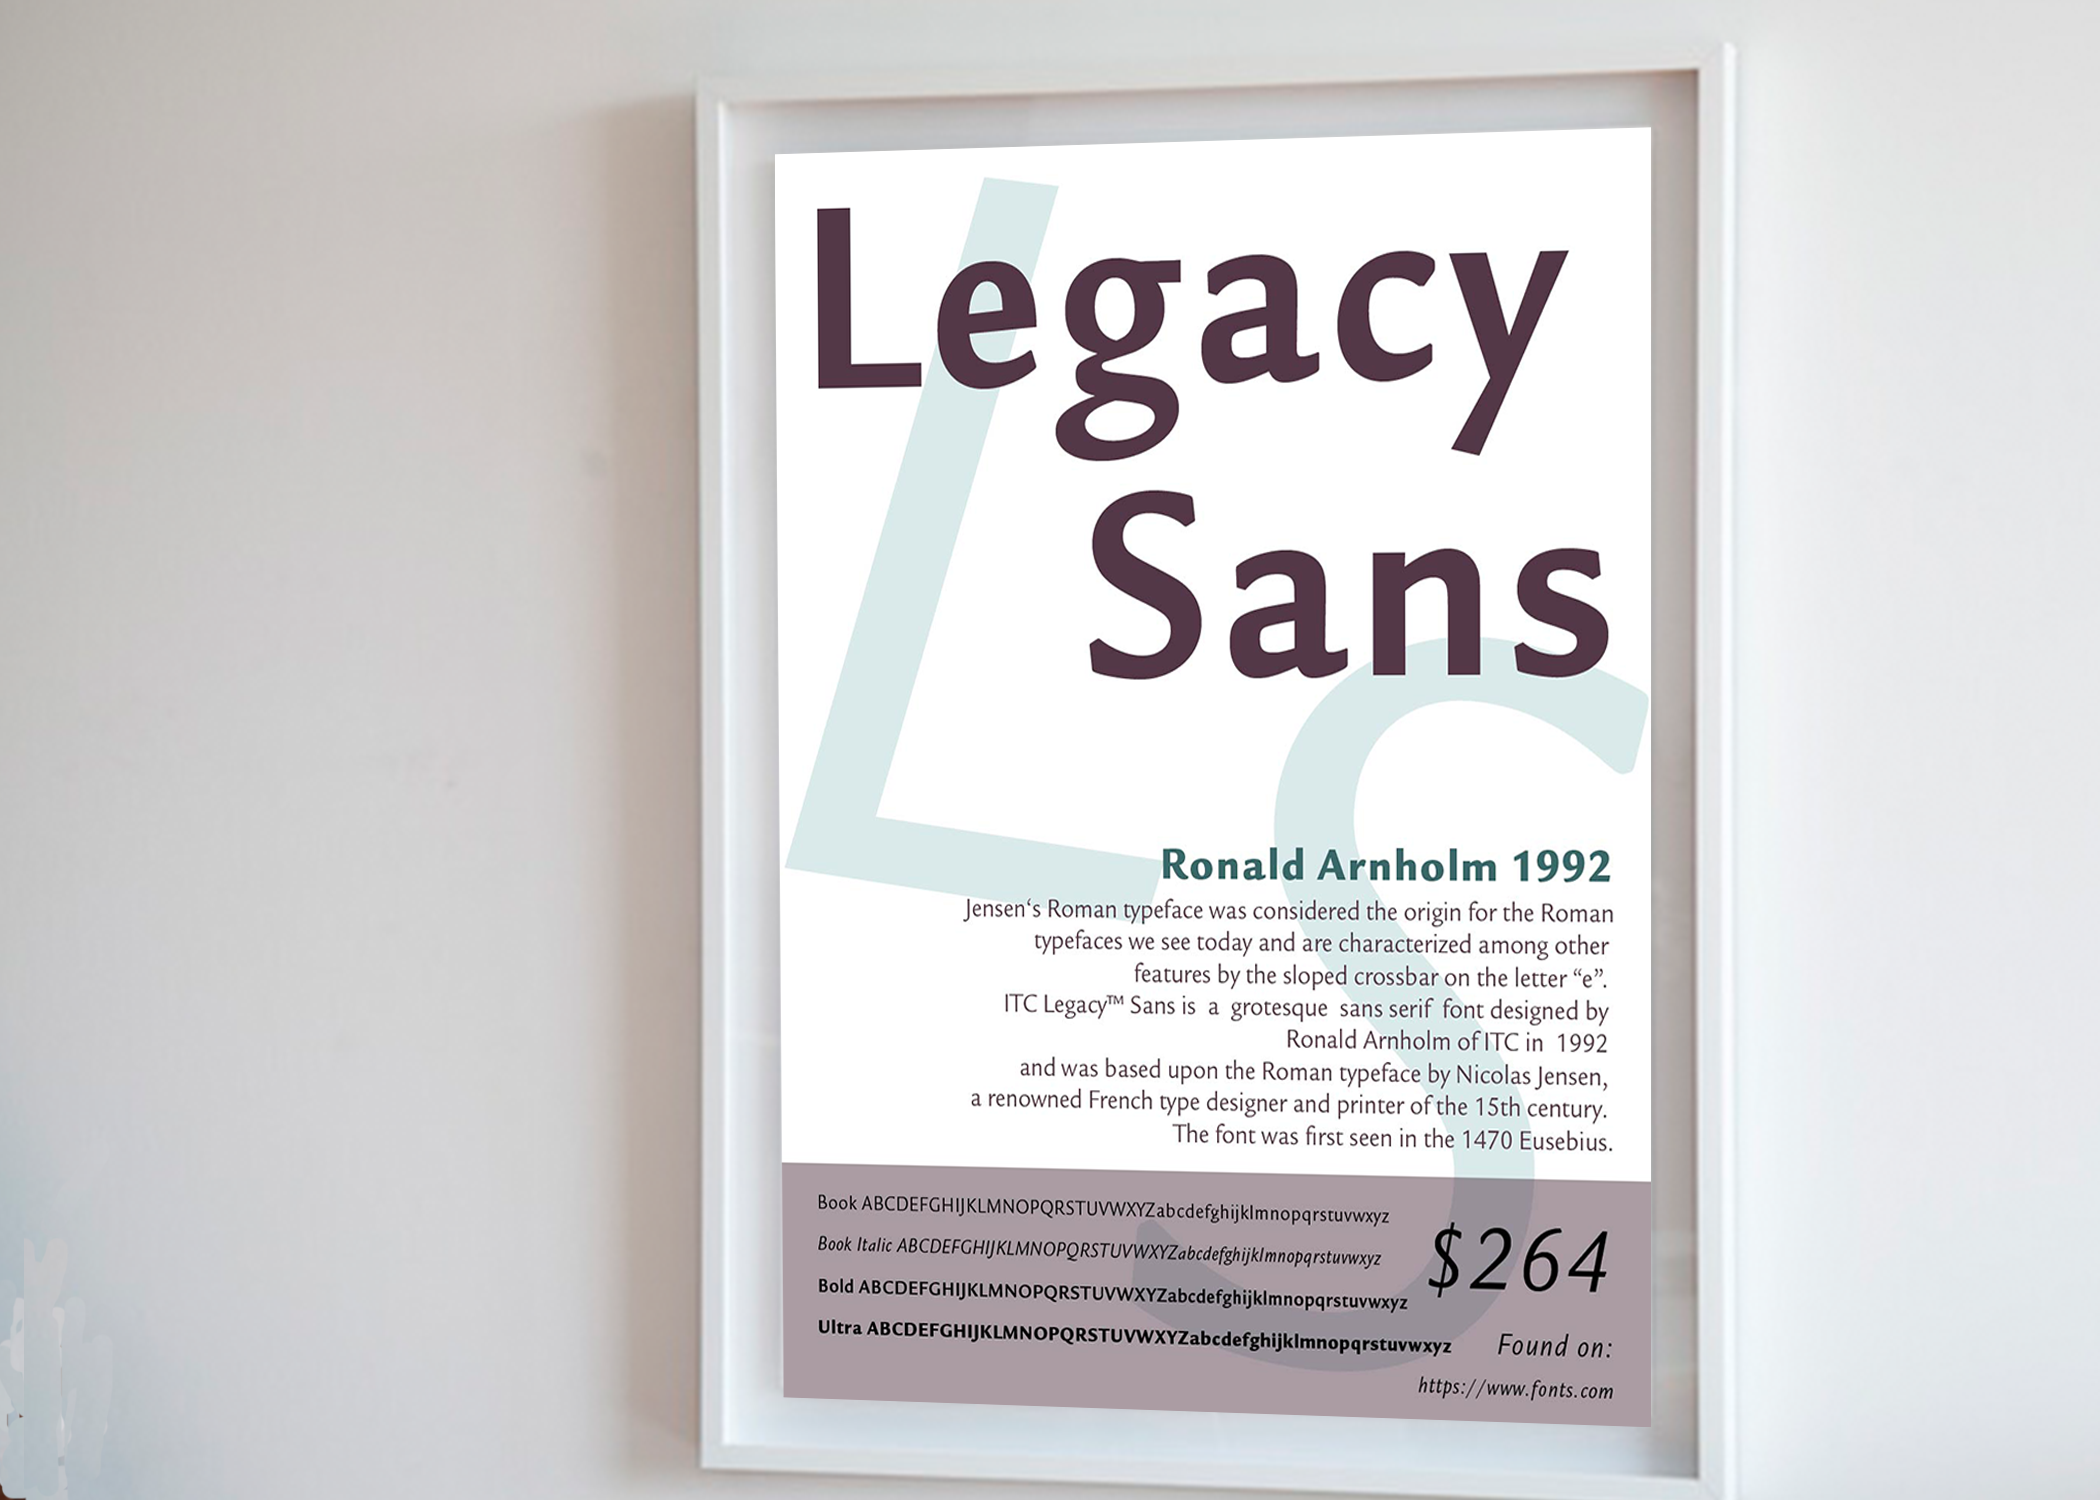 Legacy
Sans
Ronald Arnholm 1992
Jensen‘s Roman typeface was considered the origin for the Roman
typefaces we see today and are characterized among other
features by the sloped crossbar on the letter “e”.
ITC Legacy™ Sans is a grotesque sans serif font designed by
Ronald Arnholm of ITC in 1992
and was based upon the Roman typeface by Nicolas Jensen,
a renowned French type designer and printer of the 15th century.
The font was first seen in the 1470 Eusebius.
Book ABCDEFGHIJKLMNOPQRSTUVWXYZabcdefghijklmnopqrstuvwxyz
Book Italic ABCDEFGHIJKLMNOPQRSTUVWXYZabcdefghijklmnopqrstuvwxyz
Bold ABCDEFGHIJKLMNOPQRSTUVWXYZabcdefghijklmnopqrstuvwxyz
Ultra ABCDEFGHIJKLMNOPQRSTUVWXYZabcdefghijklmnopqrstuvwxyz
$264
Found on:
https://www.fonts.com
L
S